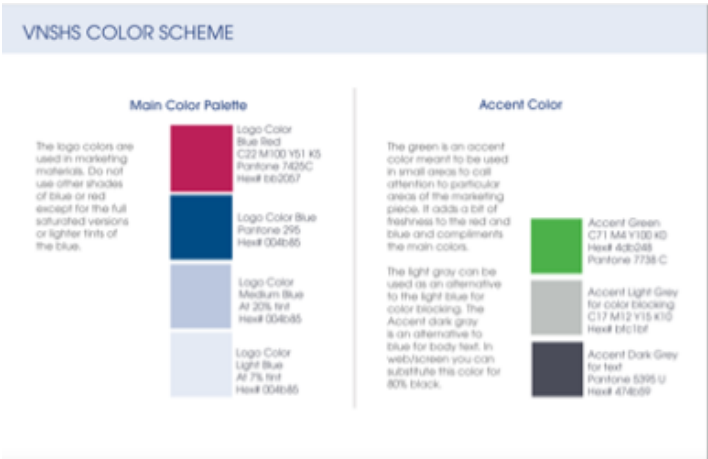 VNSHS COLOR SCHEME
Main Color Palette
The logo colors are
used in marketing
materials. Do not
use other shades
of blue or red
except for the full
saturated versions
or lighter tints of
the blue.
Logo Color
Blue Red
C22 M100 Y51 K5
Pantone 7425C
Hex# bb2057
Logo Color Blue
Pantone 295
Hex# 004b85
Logo Color
Medium Blue
At 20% tint
Hex# 004b85
Logo Color
Light Blue
At 7% tint
Hex# 004b85
Accent Color
The green is an accent
color meant to be used
in small areas to call
attention to particular
areas of the marketing
piece. It adds a bit of
freshness to the red and
blue and compliments
the main colors.
The light gray can be
used as an alternative
to the light blue for
color blocking. The
Accent dark gray
is an alternative to
blue for body text. In
web/screen you can
substitute this color for
80% black.
Accent Green
C71 M4 Y100 K0
Hex# 4db248
Pantone 7738 C
Accent Light Grey
for color blocking
C17 M12 Y15 K10
Hex# bfc1bf
Accent Dark Grey
for text
Pantone 5395 U
Hex# 474b59